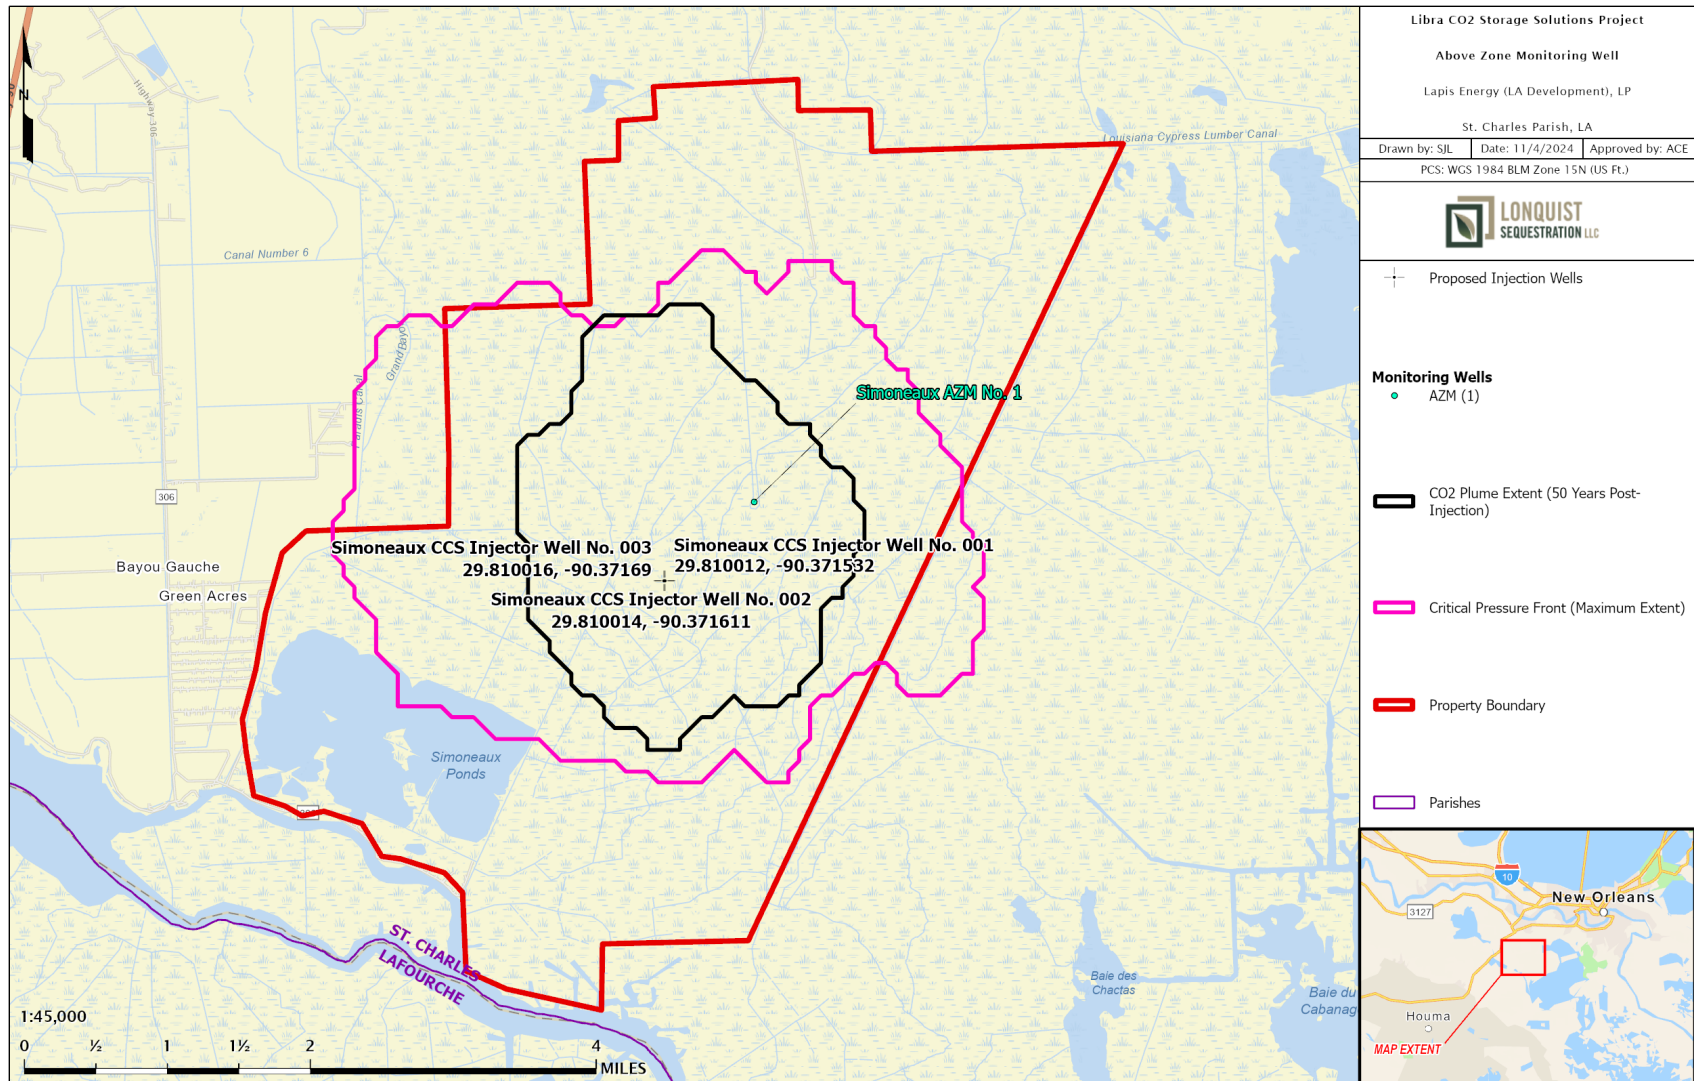 Libra CO2 Storage Solutions Project
Above Zone Monitoring Well
Lapis Energy (LA Development), LP
St. Charles Parish, LA
Drawn by: SJL
Date: 11/4/2024
Approved by: ACE
PCS: WGS 1984 BLM Zone 15N (US Ft.)
LONQUIST
SEQUESTRATION LLC
Proposed Injection Wells
Monitoring Wells
AZM (1)
CO2 Plume Extent (50 Years Post-
Injection)
Critical Pressure Front (Maximum Extent)
Property Boundary
Parishes
N
Highway 306
Louisiana Cypress Lumber Canal
Canal Number 6
Grand Bayou
Paradis Canal
Simoneaux AZM No. 1
306
Simoneaux CCS Injector Well No. 003
29.810016, -90.37169
Simoneaux CCS Injector Well No. 001
29.810012, -90.371532
Simoneaux CCS Injector Well No. 002
29.810014, -90.371611
Bayou Gauche
Green Acres
Simoneaux
Ponds
ST. CHARLES
LAFOURCHE
Baie des
Chactas
Baie du
Cabanag
1:45,000
0 ½ 1 1½ 2 4
MILES
10
New Orleans
3127
Houma
MAP EXTENT